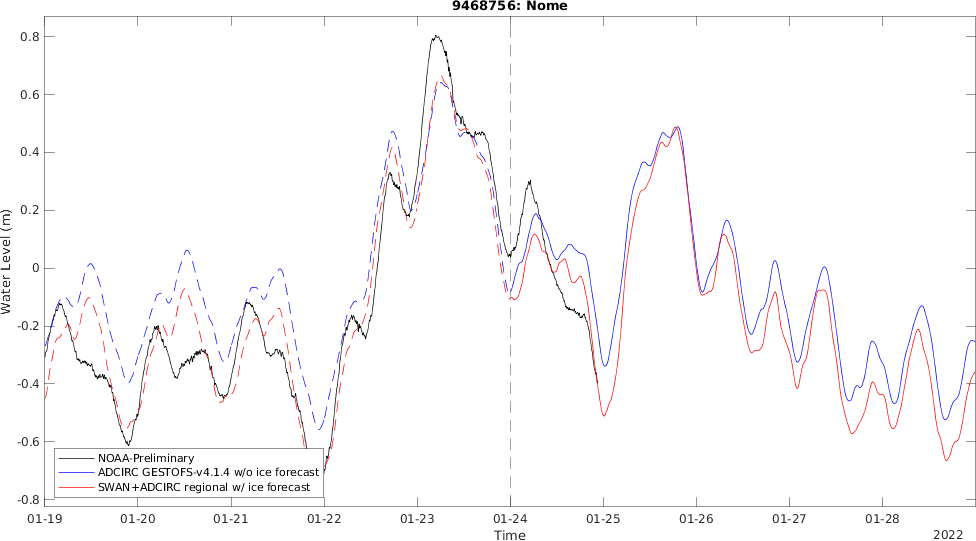 9468756: Nome
Water Level (m)
0.8
0.6
0.4
0.2
0
-0.2
-0.4
-0.6
-0.8
NOAA-Preliminary
ADCIRC GESTOFS-v4.1.4 w/o ice forecast
SWAN+ADCIRC regional w/ ice forecast
01-19 01-20 01-21 01-22 01-23 01-24 01-25 01-26 01-27 01-28
Time
2022